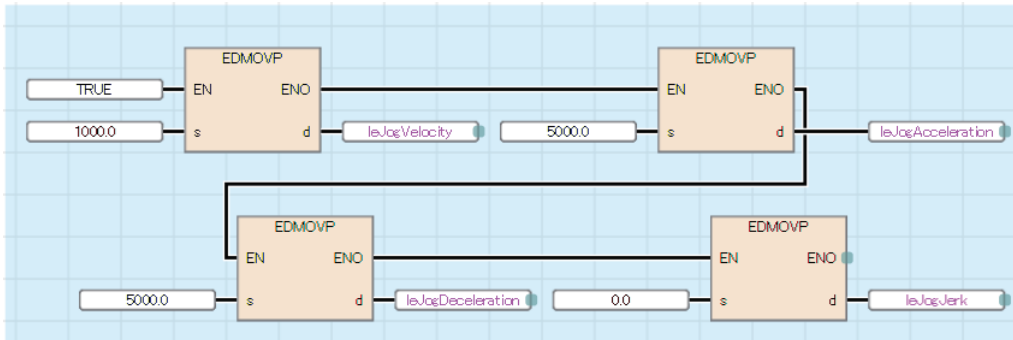 EDMOVP EDMOVP
TRUE EN ENO EN ENO
1000.0 s d leJogVelocity 5000.0 s d leJogAcceleration
EDMOVP EDMOVP
EN ENO EN ENO
5000.0 s d leJogDeceleration 0.0 s d leJogJerk